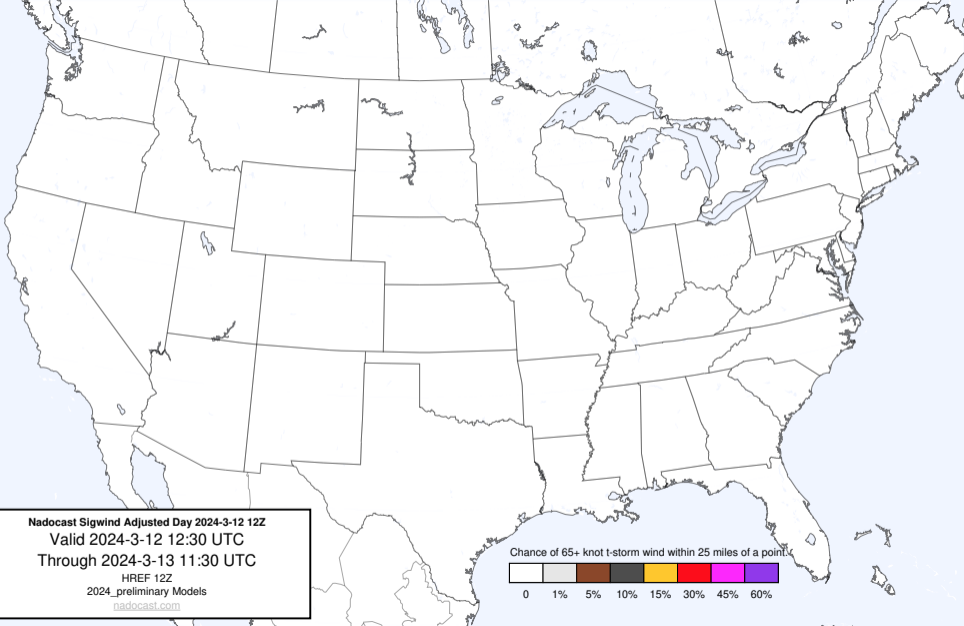 Nadocast Sigwind Adjusted Day 2024-3-12 12Z
Valid 2024-3-12 12:30 UTC
Through 2024-3-13 11:30 UTC
HREF 12Z
2024_preliminary Models
nadocast.com
Chance of 65+ knot t-storm wind within 25 miles of a point.
0 1% 5% 10% 15% 30% 45% 60%